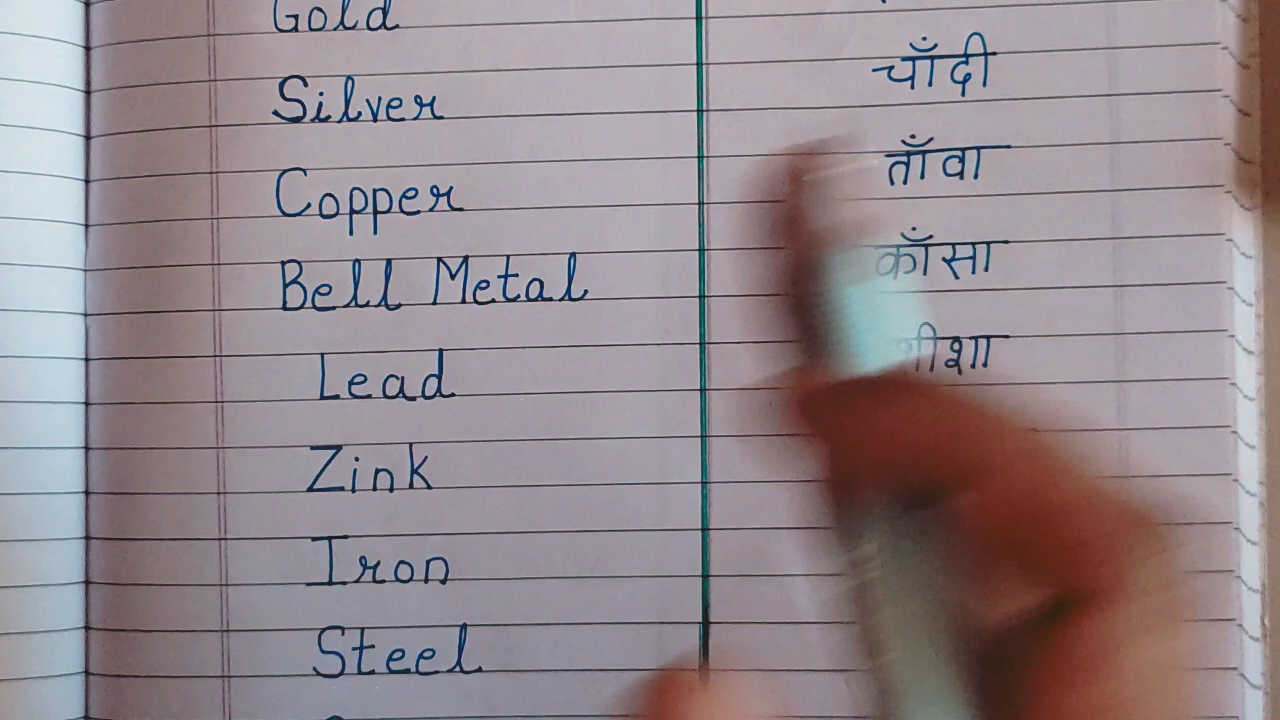 Gold
Silver चाँदी
Copper ताँवा
Bell Metal काँसा
Lead
Zink
Iron
Steel